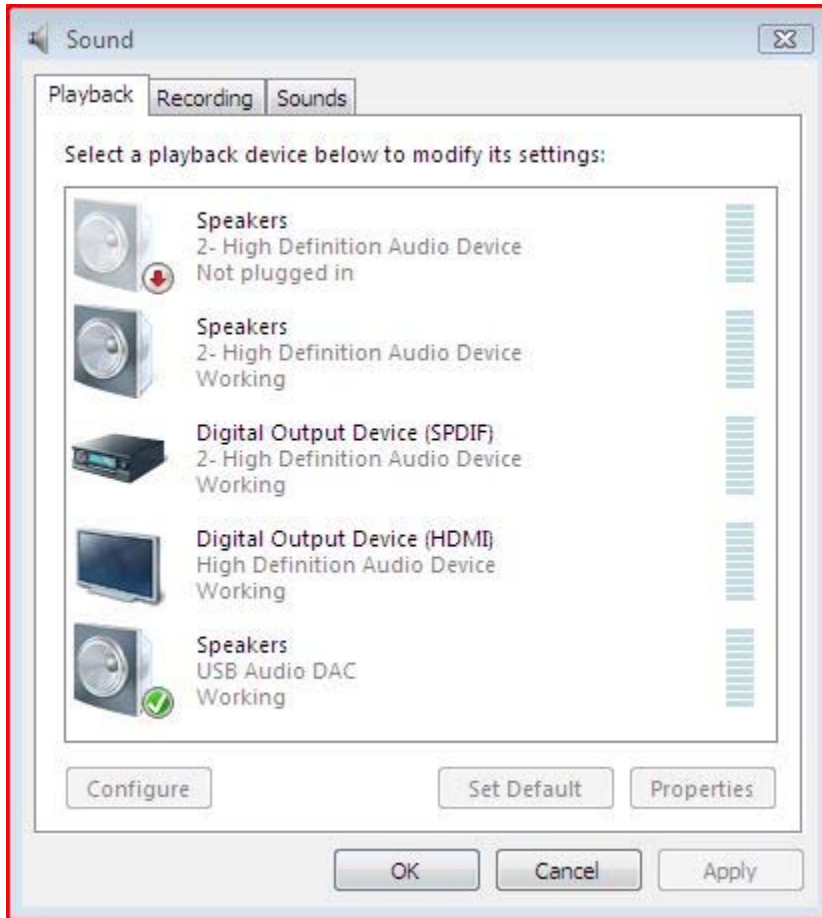 Sound
Playback Recording Sounds
Select a playback device below to modify its settings:
Speakers
2- High Definition Audio Device
Not plugged in
Speakers
2- High Definition Audio Device
Working
Digital Output Device (SPDIF)
2- High Definition Audio Device
Working
Digital Output Device (HDMI)
High Definition Audio Device
Working
Speakers
USB Audio DAC
Working
Configure Set Default Properties
OK Cancel Apply